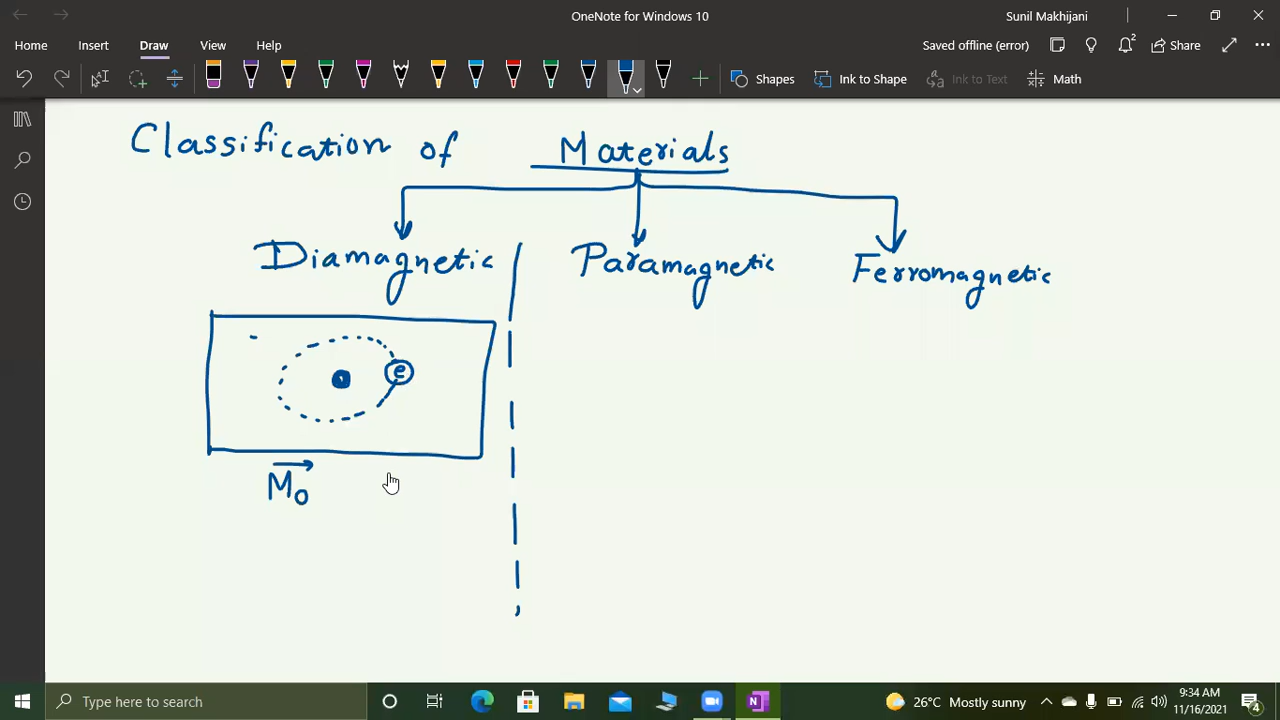 OneNote for Windows 10
Sunil Makhijani
Home Insert Draw View Help
Saved offline (error)
Share
Shapes
Ink to Shape
Ink to Text
Math
Classification of Materials
Diamagnetic
Paramagnetic
Ferromagnetic
e
M0
Type here to search
26°C Mostly sunny
9:34 AM
11/16/2021
4